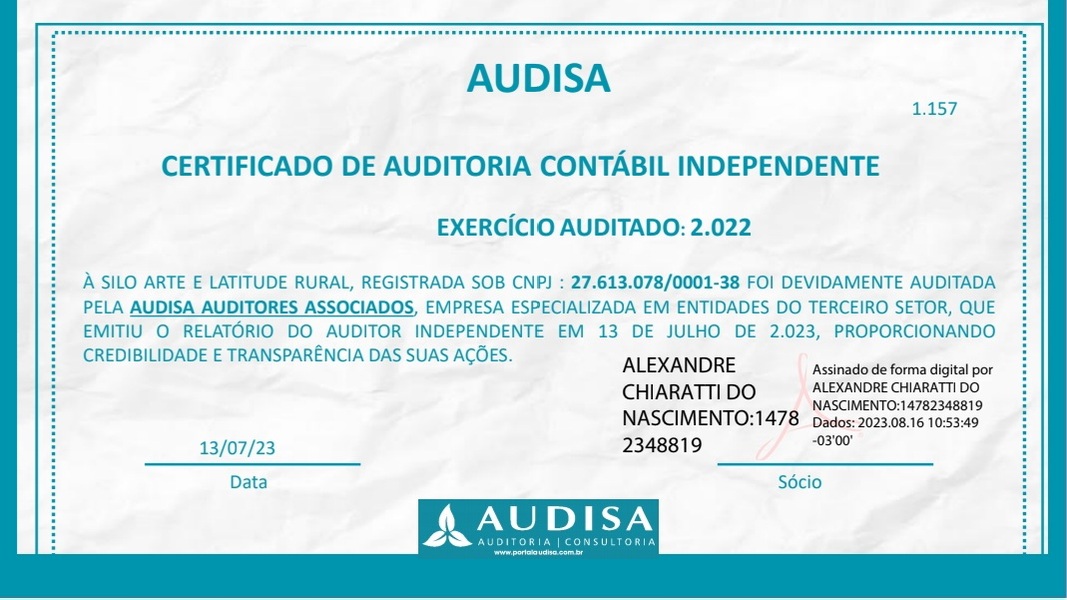 AUDISA
1.157
CERTIFICADO DE AUDITORIA CONTÁBIL INDEPENDENTE
EXERCÍCIO AUDITADO: 2.022
À SILO ARTE E LATITUDE RURAL, REGISTRADA SOB CNPJ : 27.613.078/0001-38 FOI DEVIDAMENTE AUDITADA
PELA AUDISA AUDITORES ASSOCIADOS, EMPRESA ESPECIALIZADA EM ENTIDADES DO TERCEIRO SETOR, QUE
EMITIU O RELATÓRIO DO AUDITOR INDEPENDENTE EM 13 DE JULHO DE 2.023, PROPORCIONANDO
CREDIBILIDADE E TRANSPARÊNCIA DAS SUAS AÇÕES.
ALEXANDRE
CHIARATTI DO
NASCIMENTO:1478
2348819
Assinado de forma digital por
ALEXANDRE CHIARATTI DO
NASCIMENTO:14782348819
Dados: 2023.08.16 10:53:49
-03'00'
13/07/23
Data
Sócio
AUDISA
AUDITORIA | CONSULTORIA
www.portalaudisa.com.br